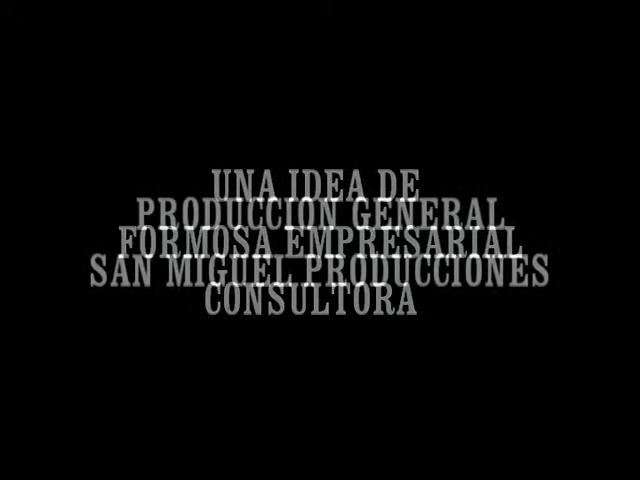 UNA IDEA DE
PRODUCCION GENERAL
FORMOSA EMPRESARIAL
SAN MIGUEL PRODUCCIONES
CONSULTORA